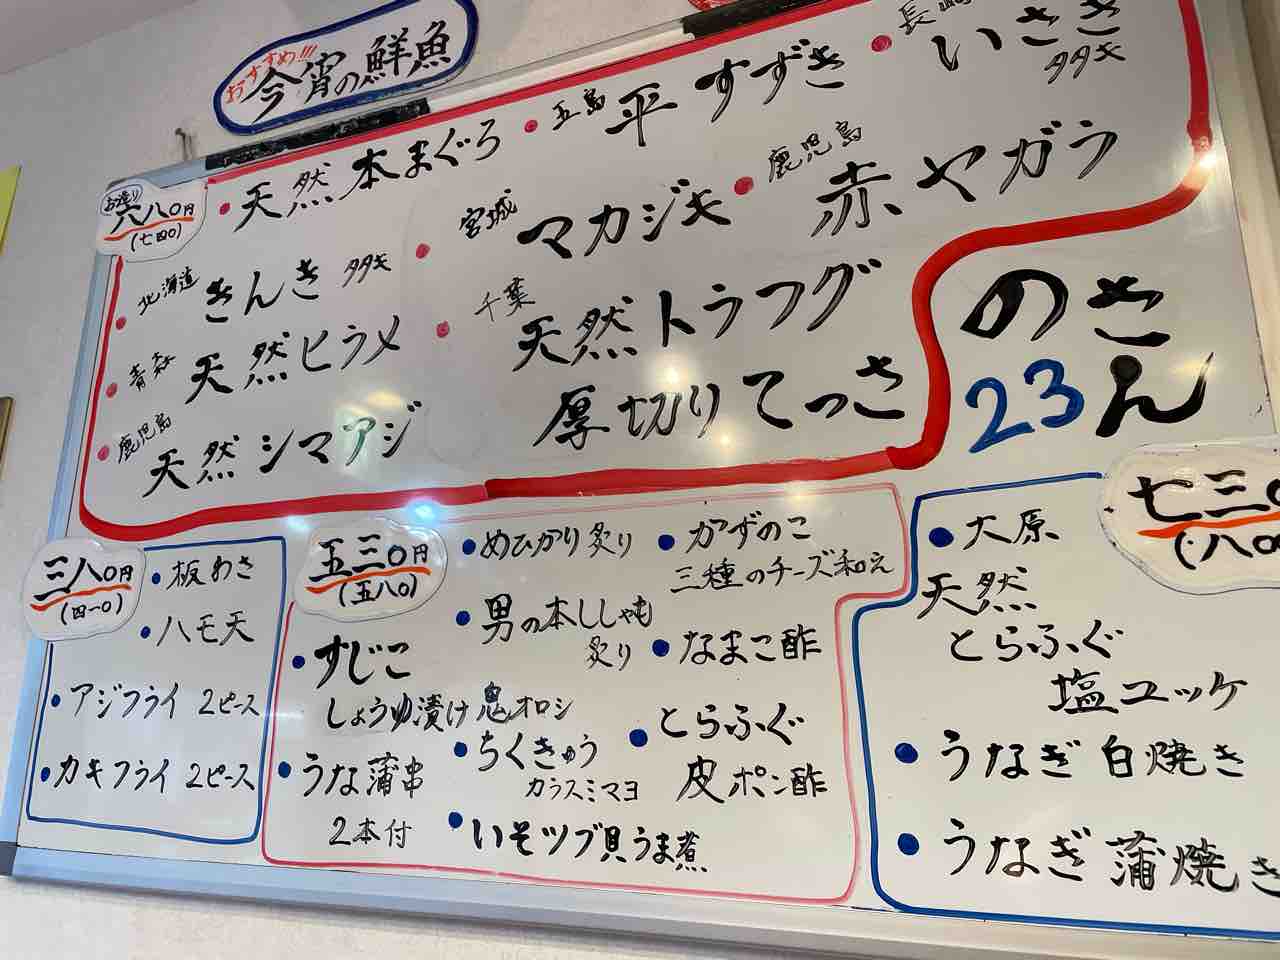 おすすめ!!!
今宵の鮮魚
お造り
六八〇円
(七四〇)
天然 本まぐろ
五島
平すずき
いさき
タタキ
北海道
きんき タタキ
宮城
マカジキ
鹿児島
赤ヤガラ
青森
天然ヒラメ
千葉
天然トラフグ
厚切りてっさ
鹿児島
天然シマアジ
のさ
23ん
三八〇円
(四一〇)
板わさ
ハモ天
アジフライ 2ピース
カキフライ 2ピース
五三〇円
(五八〇)
すじこ
しょうゆ漬け 鬼オロシ
うな蒲串
2本付
めひかり炙り
男の本ししゃも
炙り
ちくきゅう
カラスミマヨ
いそツブ貝うま煮
かずのこ
三種のチーズ和え
なまこ酢
とらふぐ
皮ポン酢
七三〇
(八〇〇
大原
天然
とらふぐ
塩ユッケ
うなぎ 白焼き
うなぎ 蒲焼き